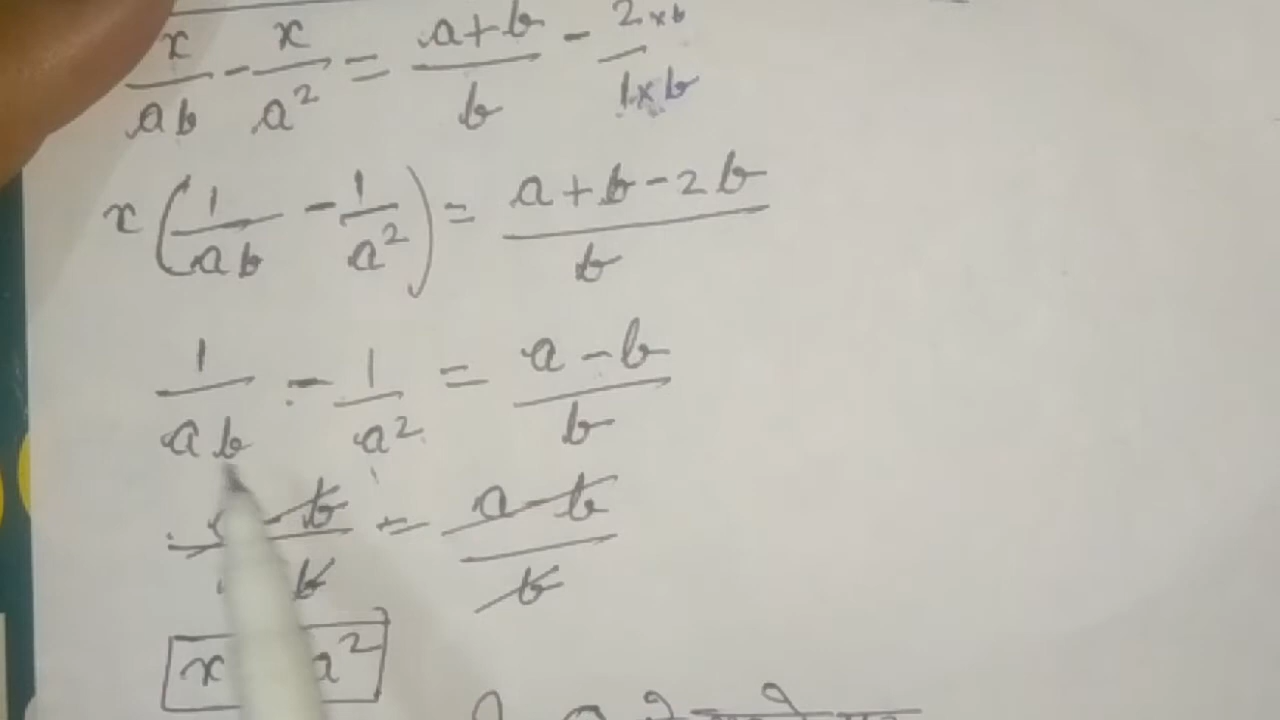 x/ab - x/a² = a+b/b - 2×b/1×b
x(1/ab - 1/a²) = a+b-2b/b
1/ab - 1/a² = a-b/b
-b/b = a-b/b
x a²